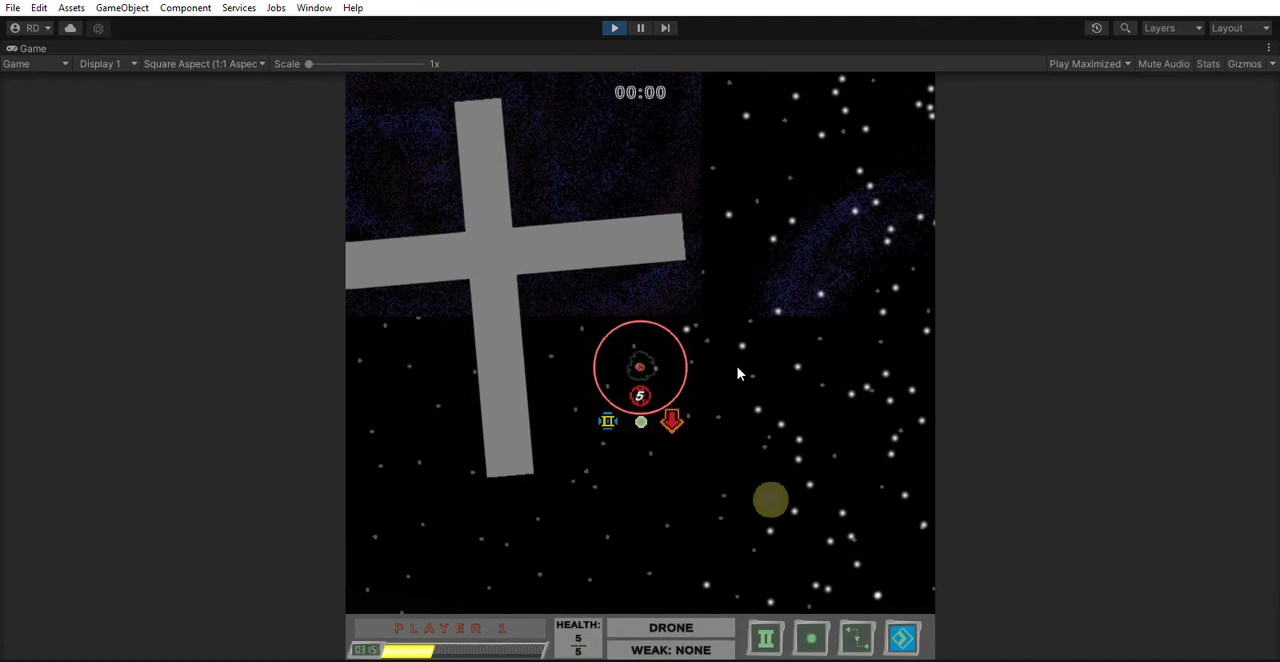 File Edit Assets GameObject Component Services Jobs Window Help
RD Layers Layout
Game
Game Display 1 Square Aspect (1:1 Aspec Scale 1x Play Maximized Mute Audio Stats Gizmos
00:00
5
PLAYER 1
HEALTH:
5
5
DRONE
WEAK: NONE
0315